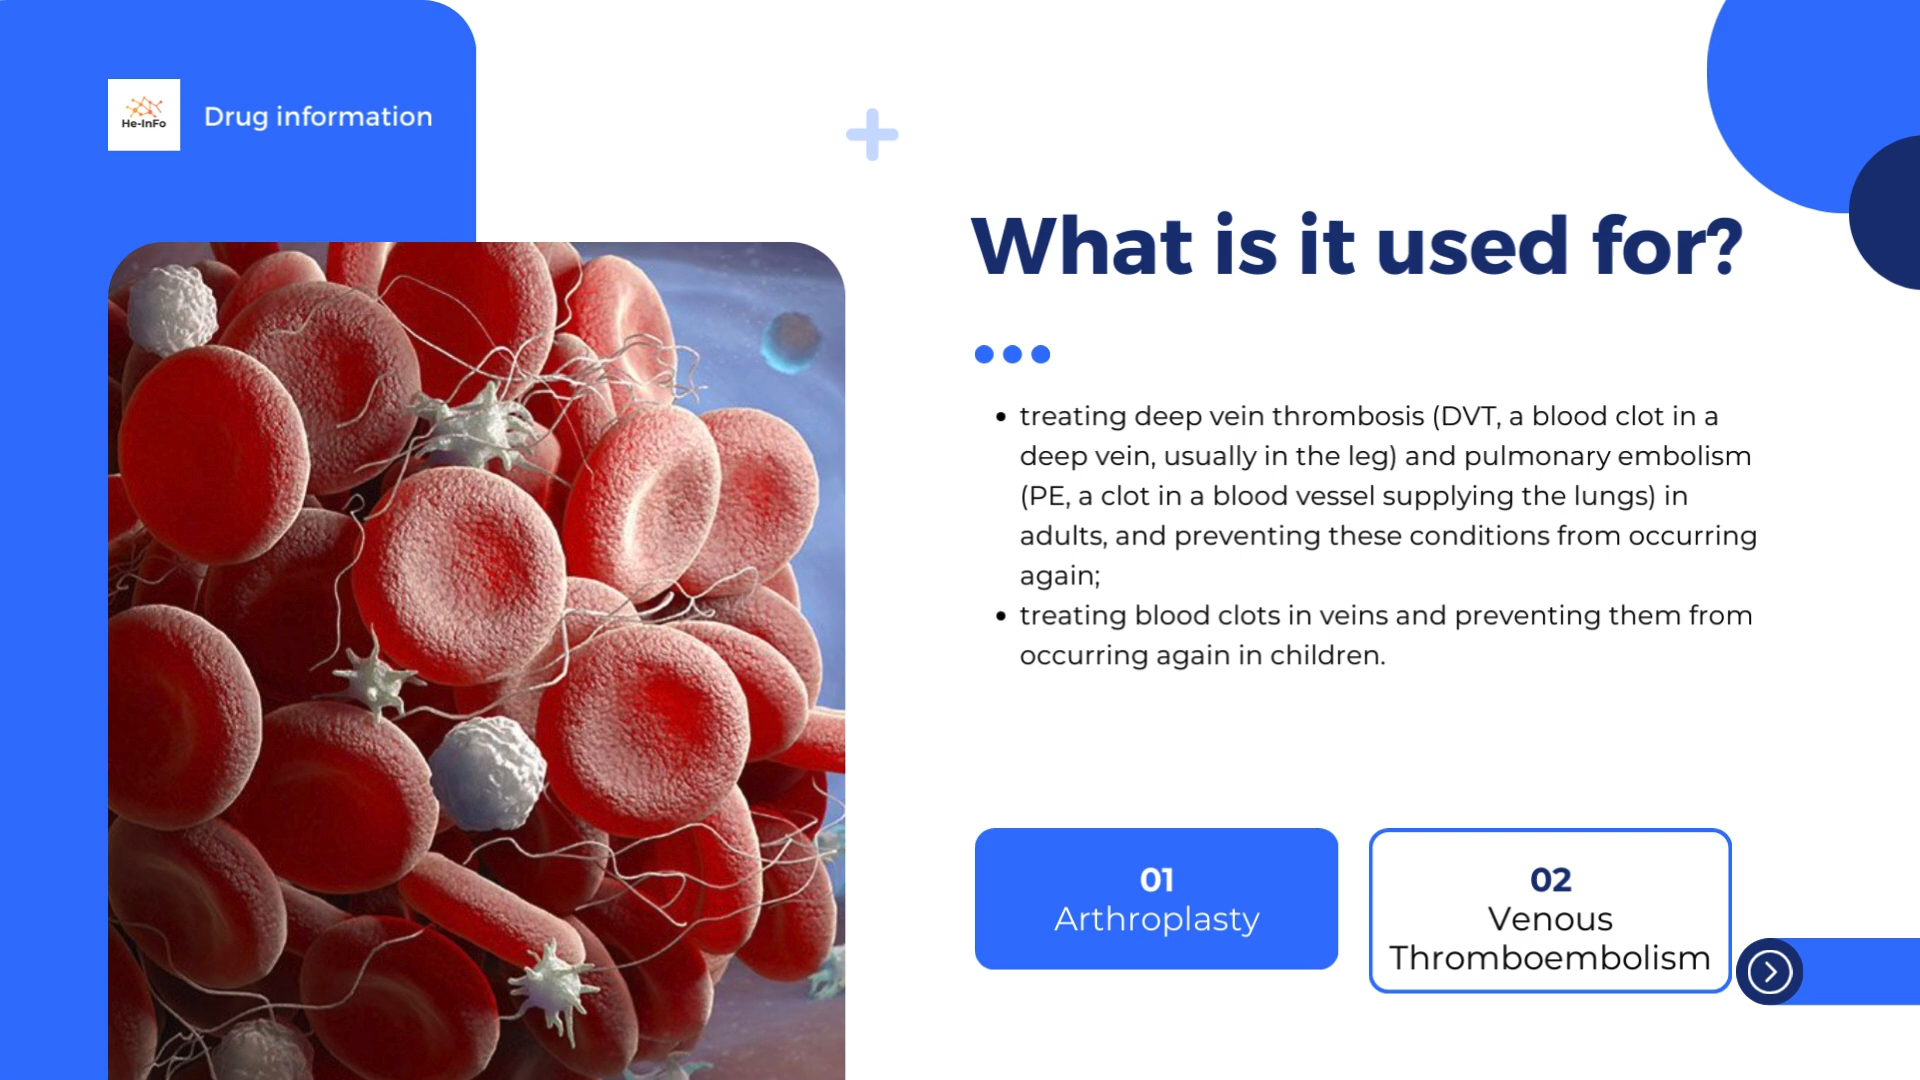 He-InFo
Drug information
What is it used for?
• treating deep vein thrombosis (DVT, a blood clot in a
deep vein, usually in the leg) and pulmonary embolism
(PE, a clot in a blood vessel supplying the lungs) in
adults, and preventing these conditions from occurring
again;
• treating blood clots in veins and preventing them from
occurring again in children.
01
Arthroplasty
02
Venous
Thromboembolism